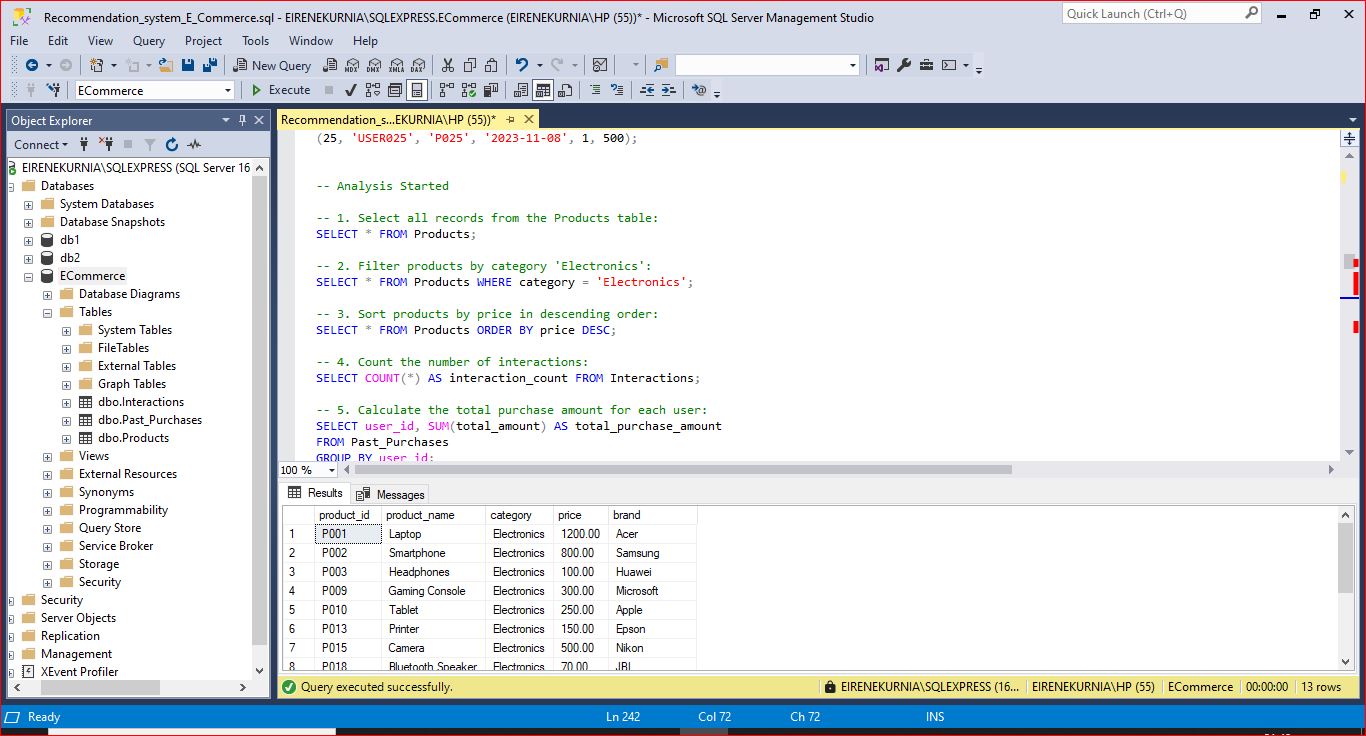 Recommendation_system_E_Commerce.sql - EIRENEKURNIA\SQLEXPRESS.ECommerce (EIRENEKURNIA\HP (55))* - Microsoft SQL Server Management Studio
Quick Launch (Ctrl+Q)
File Edit View Query Project Tools Window Help
New Query MDX DMX XMLA DAX
ECommerce Execute
Object Explorer
Connect
EIRENEKURNIA\SQLEXPRESS (SQL Server 16
Databases
System Databases
Database Snapshots
db1
db2
ECommerce
Database Diagrams
Tables
System Tables
FileTables
External Tables
Graph Tables
dbo.Interactions
dbo.Past_Purchases
dbo.Products
Views
External Resources
Synonyms
Programmability
Query Store
Service Broker
Storage
Security
Security
Server Objects
Replication
Management
XEvent Profiler
Recommendation_s...EKURNIA\HP (55))*
(25, 'USER025', 'P025', '2023-11-08', 1, 500);
-- Analysis Started
-- 1. Select all records from the Products table:
SELECT * FROM Products;
-- 2. Filter products by category 'Electronics':
SELECT * FROM Products WHERE category = 'Electronics';
-- 3. Sort products by price in descending order:
SELECT * FROM Products ORDER BY price DESC;
-- 4. Count the number of interactions:
SELECT COUNT(*) AS interaction_count FROM Interactions;
-- 5. Calculate the total purchase amount for each user:
SELECT user_id, SUM(total_amount) AS total_purchase_amount
FROM Past_Purchases
GROUP BY user_id;
100 %
Results Messages
product_id product_name category price brand
1 P001 Laptop Electronics 1200.00 Acer
2 P002 Smartphone Electronics 800.00 Samsung
3 P003 Headphones Electronics 100.00 Huawei
4 P009 Gaming Console Electronics 300.00 Microsoft
5 P010 Tablet Electronics 250.00 Apple
6 P013 Printer Electronics 150.00 Epson
7 P015 Camera Electronics 500.00 Nikon
8 P018 Bluetooth Speaker Electronics 70.00 JBL
Query executed successfully. EIRENEKURNIA\SQLEXPRESS (16... EIRENEKURNIA\HP (55) ECommerce 00:00:00 13 rows
Ready Ln 242 Col 72 Ch 72 INS